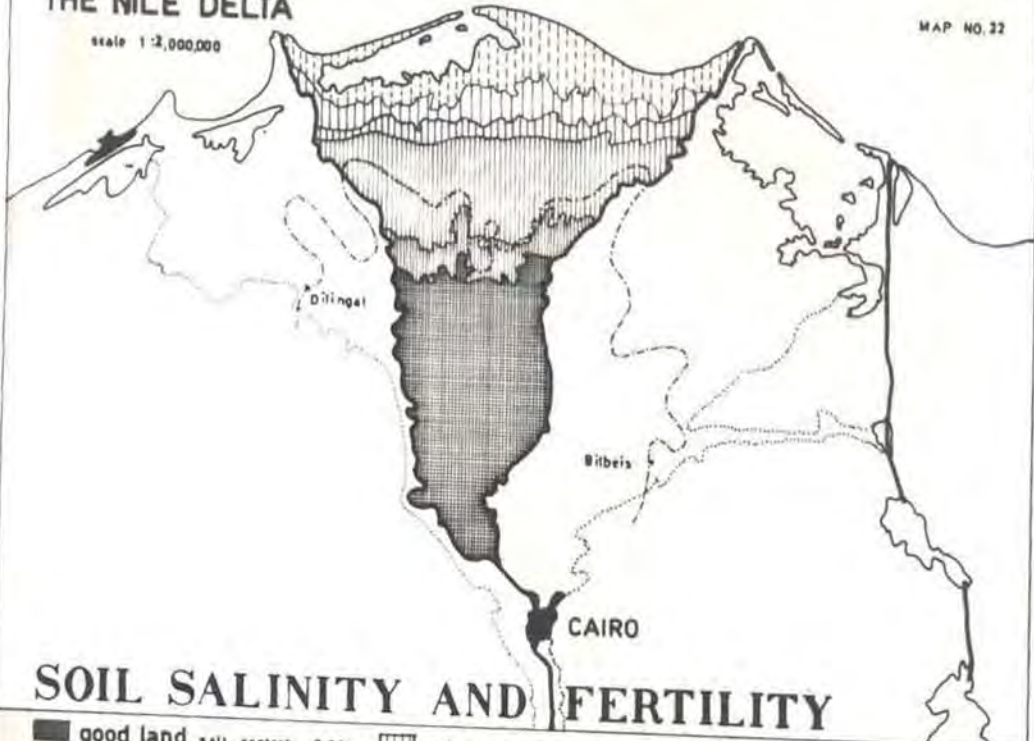 THE NILE DELTA
scale 1:2,000,000
MAP NO. 22
Dilingat
Bilbeis
CAIRO
SOIL SALINITY AND FERTILITY
good land